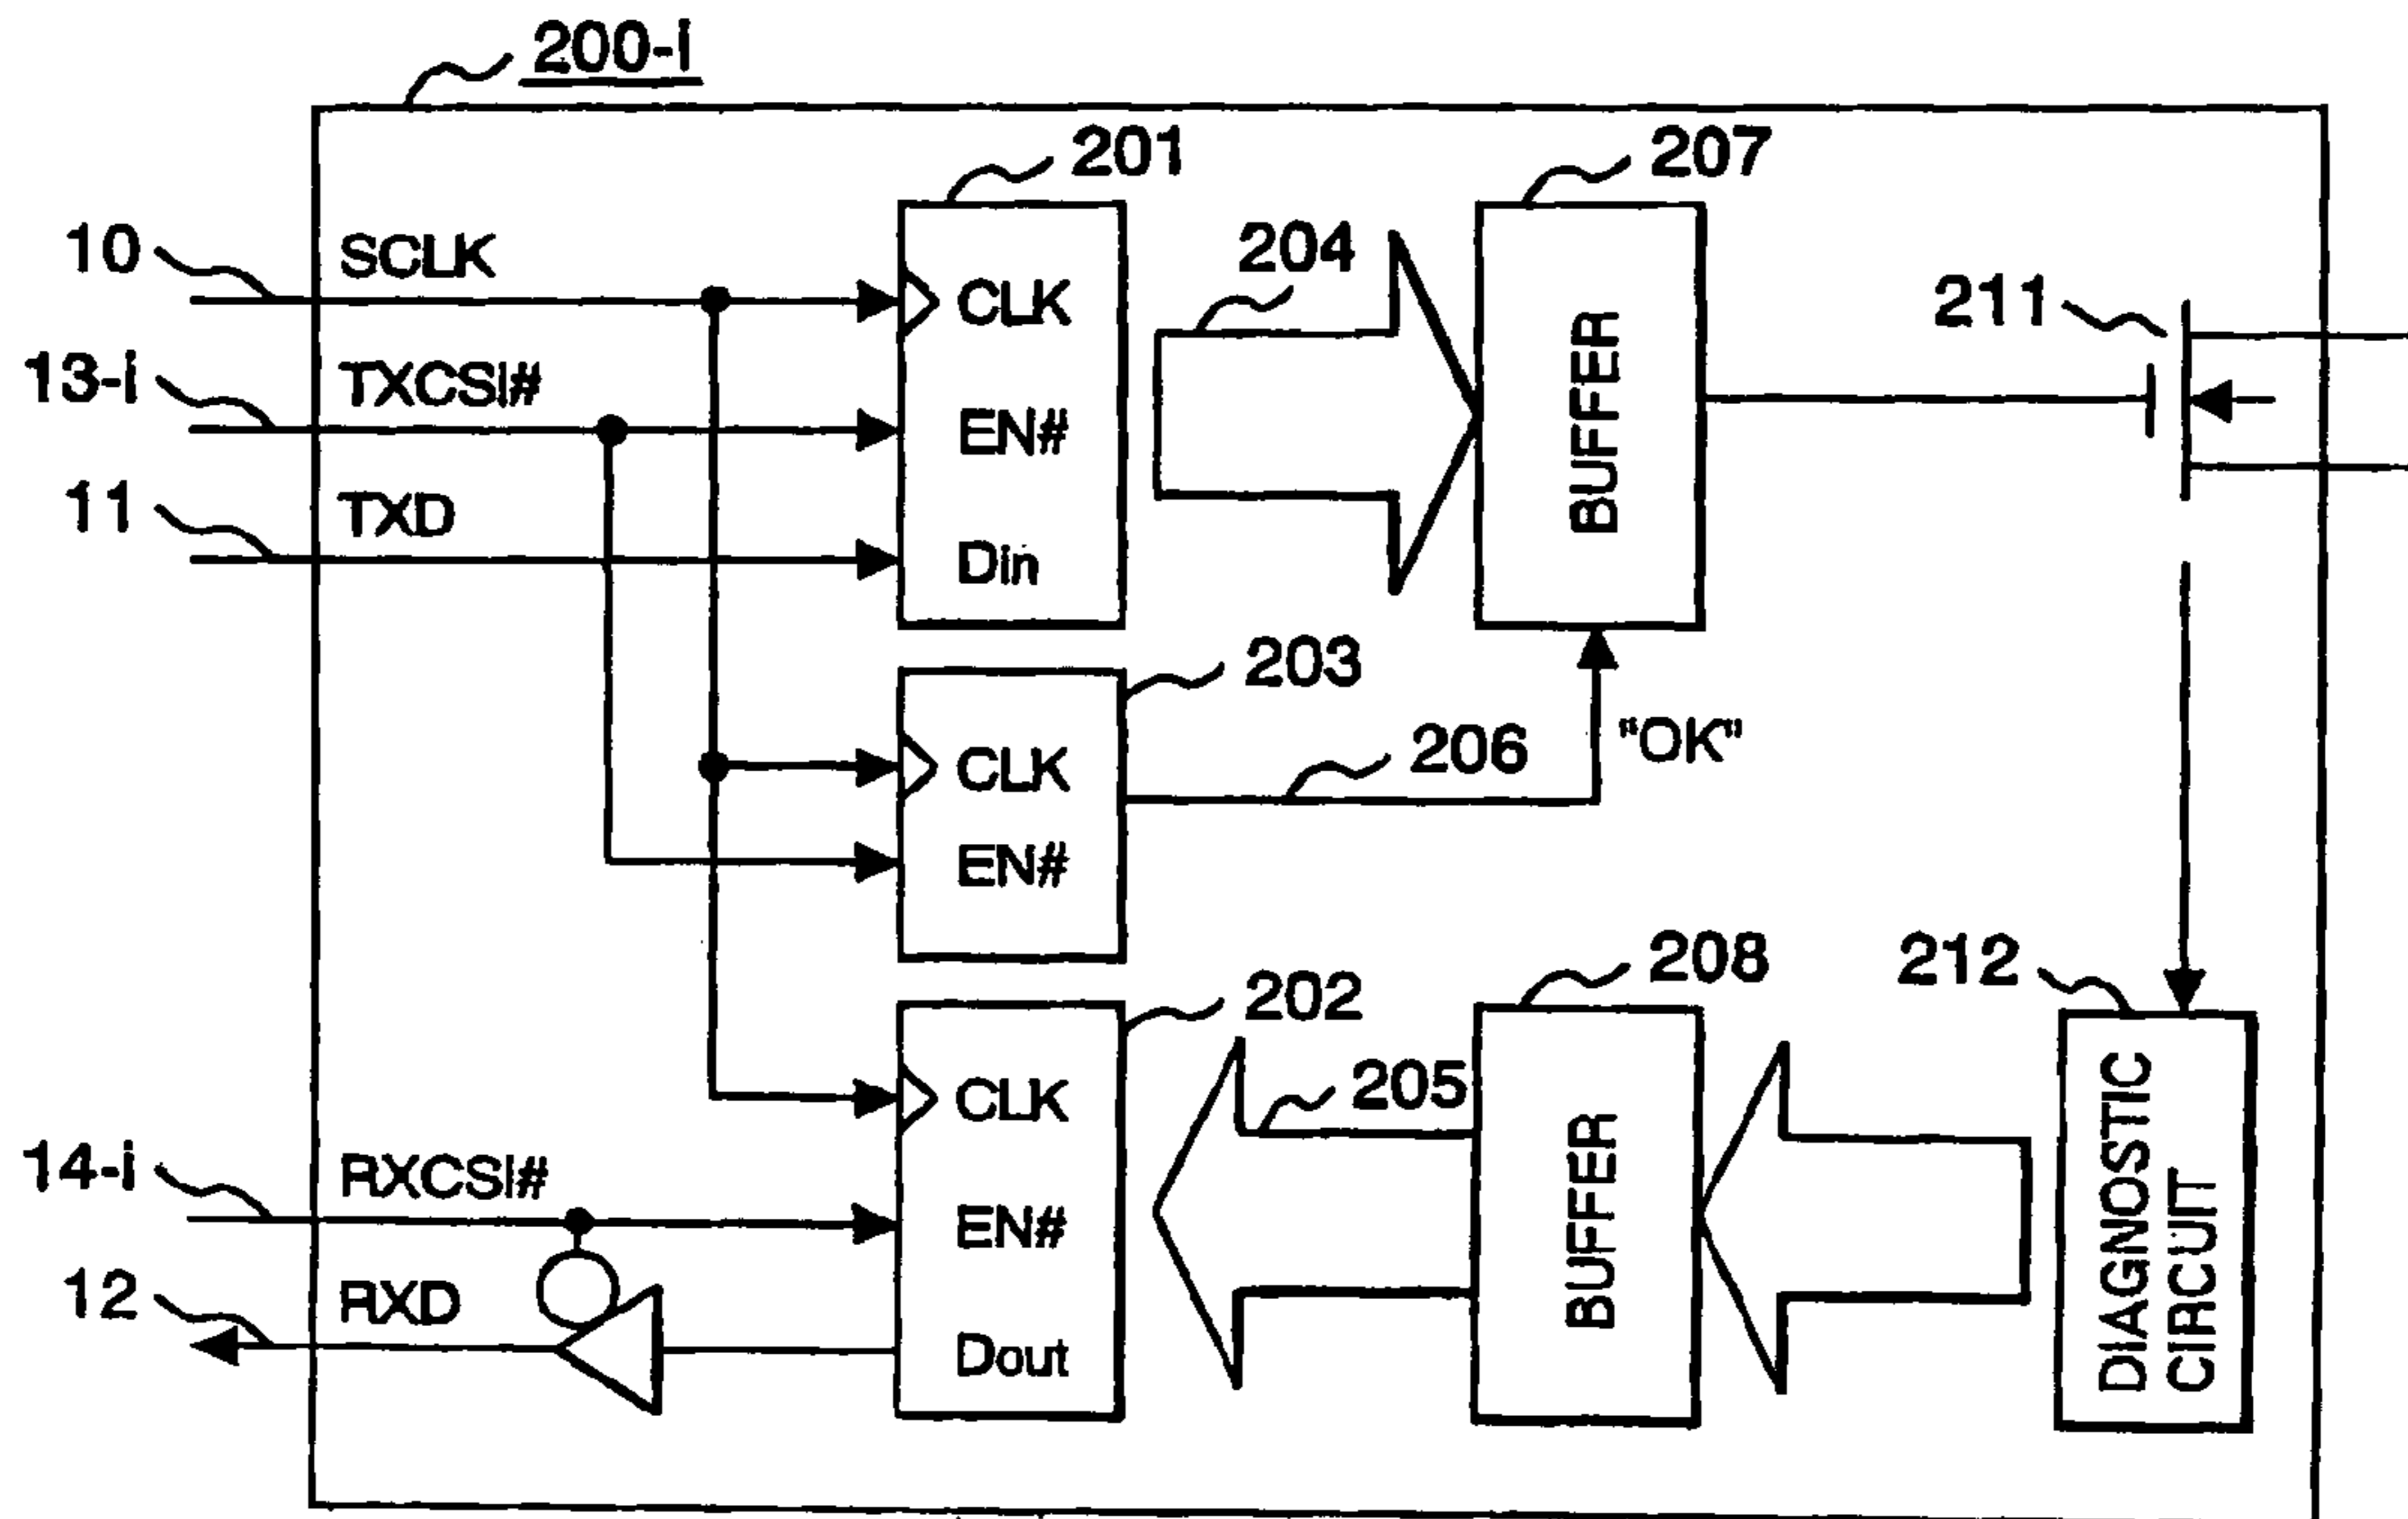 200-i
201
207
10
SCLK
204
CLK
211
13-i
TXCSI#
EN#
BUFFER
11
TXD
Din
203
CLK
206
"OK"
EN#
202
208
212
205
CLK
14-i
RXCSI#
EN#
BUFFER
DIAGNOSTIC
CIRCUIT
12
RXD
Dout